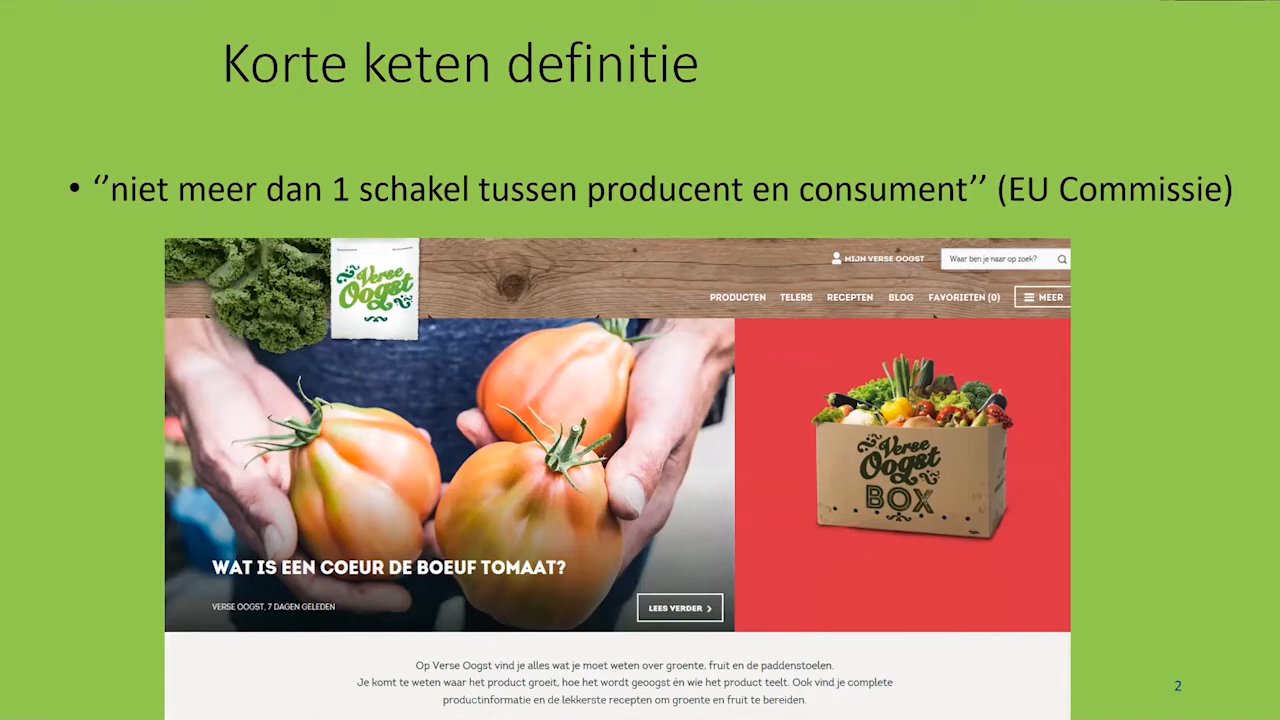 Korte keten definitie
• ‘’niet meer dan 1 schakel tussen producent en consument’’ (EU Commissie)
Verse
Oogst
MIJN VERSE OOGST
Waar ben je naar op zoek?
PRODUCTEN TELERS RECEPTEN BLOG FAVORIETEN (0) MEER
Verse
Oogst
BOX
WAT IS EEN COEUR DE BOEUF TOMAAT?
VERSE OOGST, 7 DAGEN GELEDEN
LEES VERDER
Op Verse Oogst vind je alles wat je moet weten over groente, fruit en de paddenstoelen.
Je komt te weten waar het product groeit, hoe het wordt geoogst én wie het product teelt. Ook vind je complete
productinformatie en de lekkerste recepten om groente en fruit te bereiden.
2